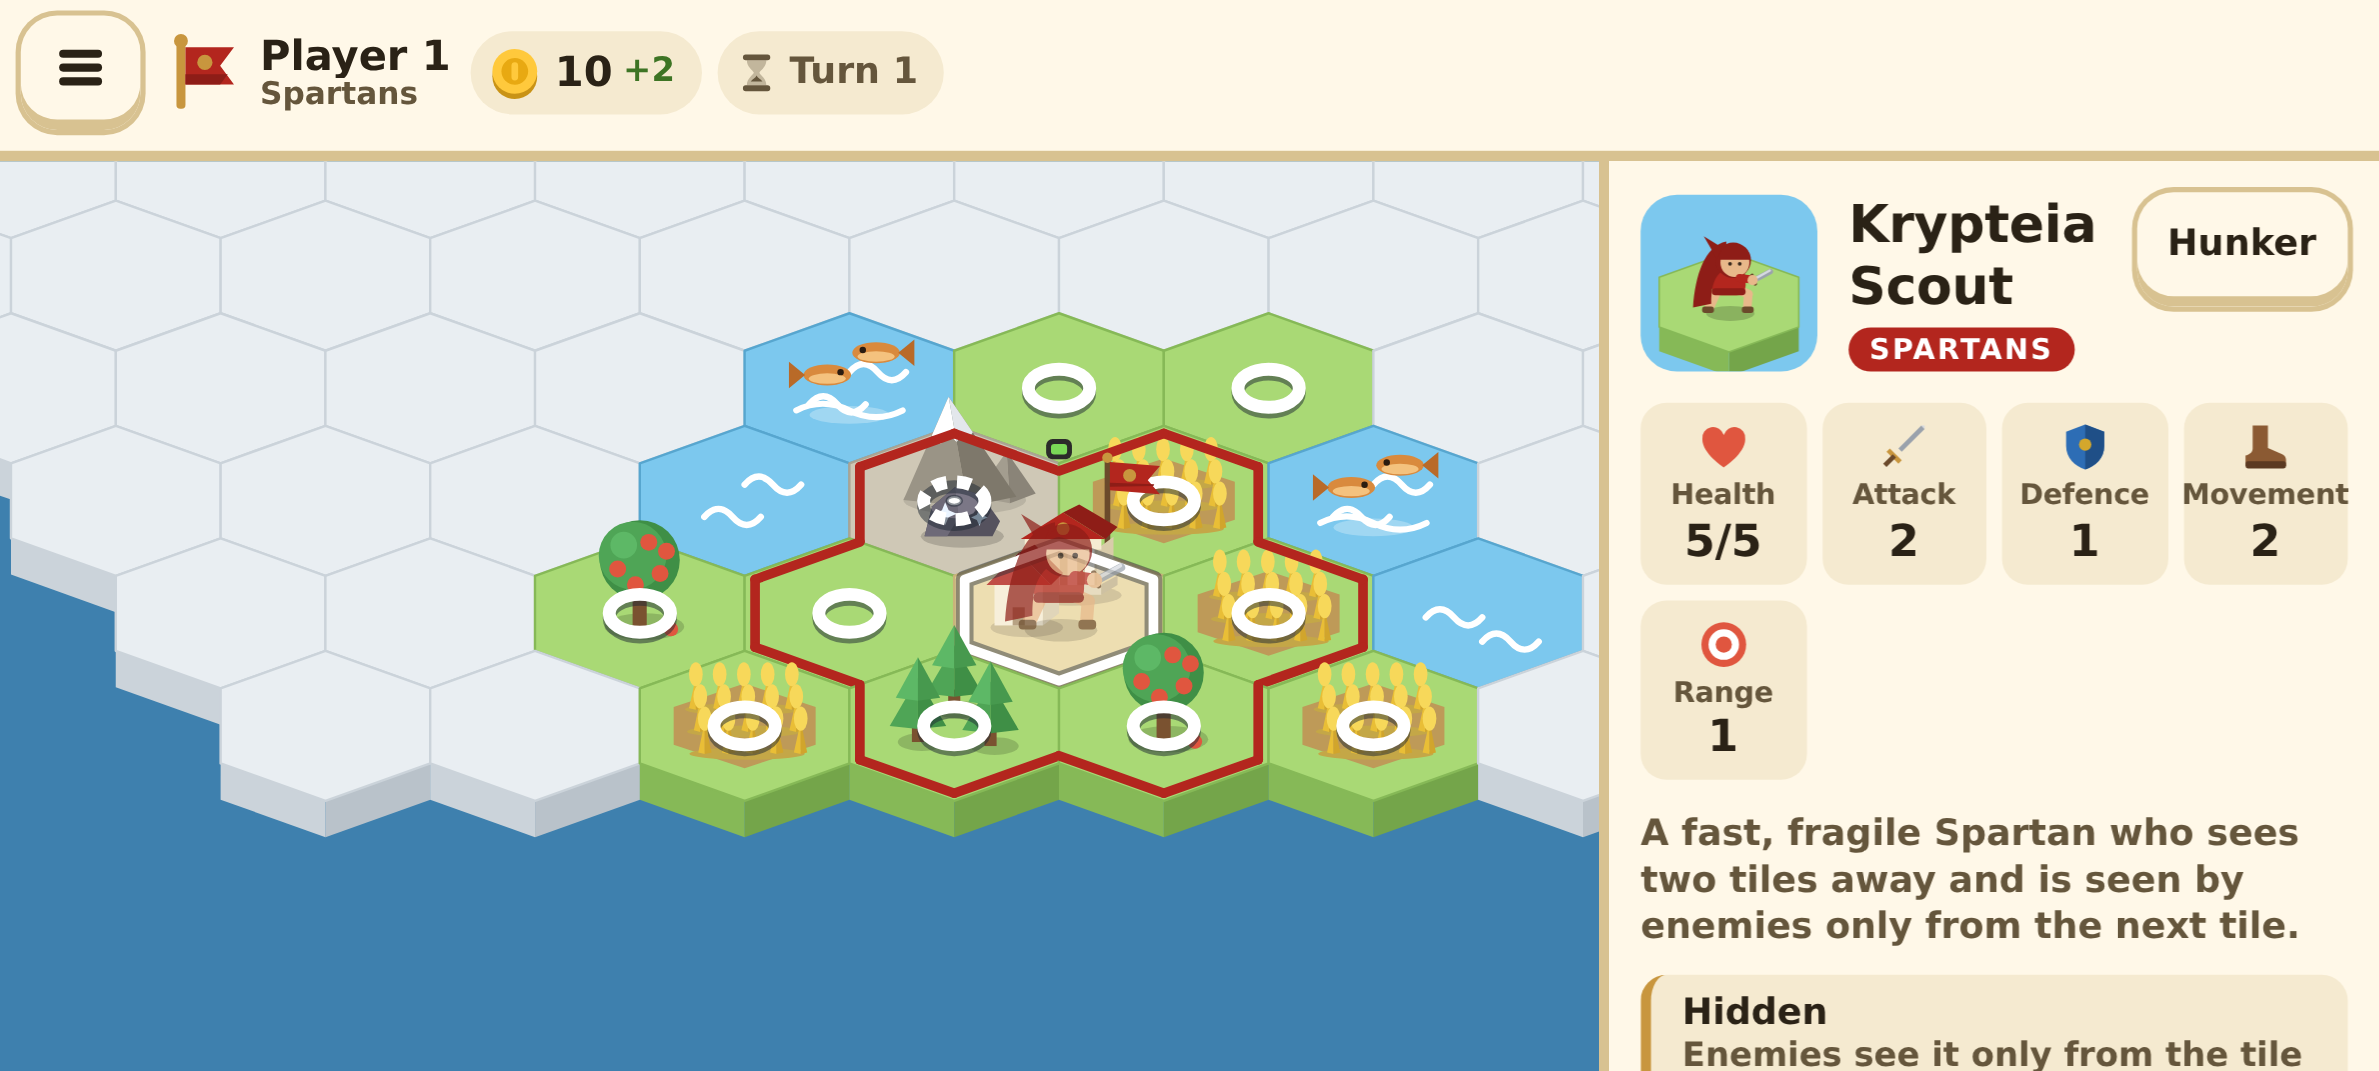 Player 1
Spartans
10 +2
Turn 1
Krypteia
Scout
Hunker
SPARTANS
Health
5/5
Attack
2
Defence
1
Movement
2
Range
1
A fast, fragile Spartan who sees
two tiles away and is seen by
enemies only from the next tile.
Hidden
Enemies see it only from the tile